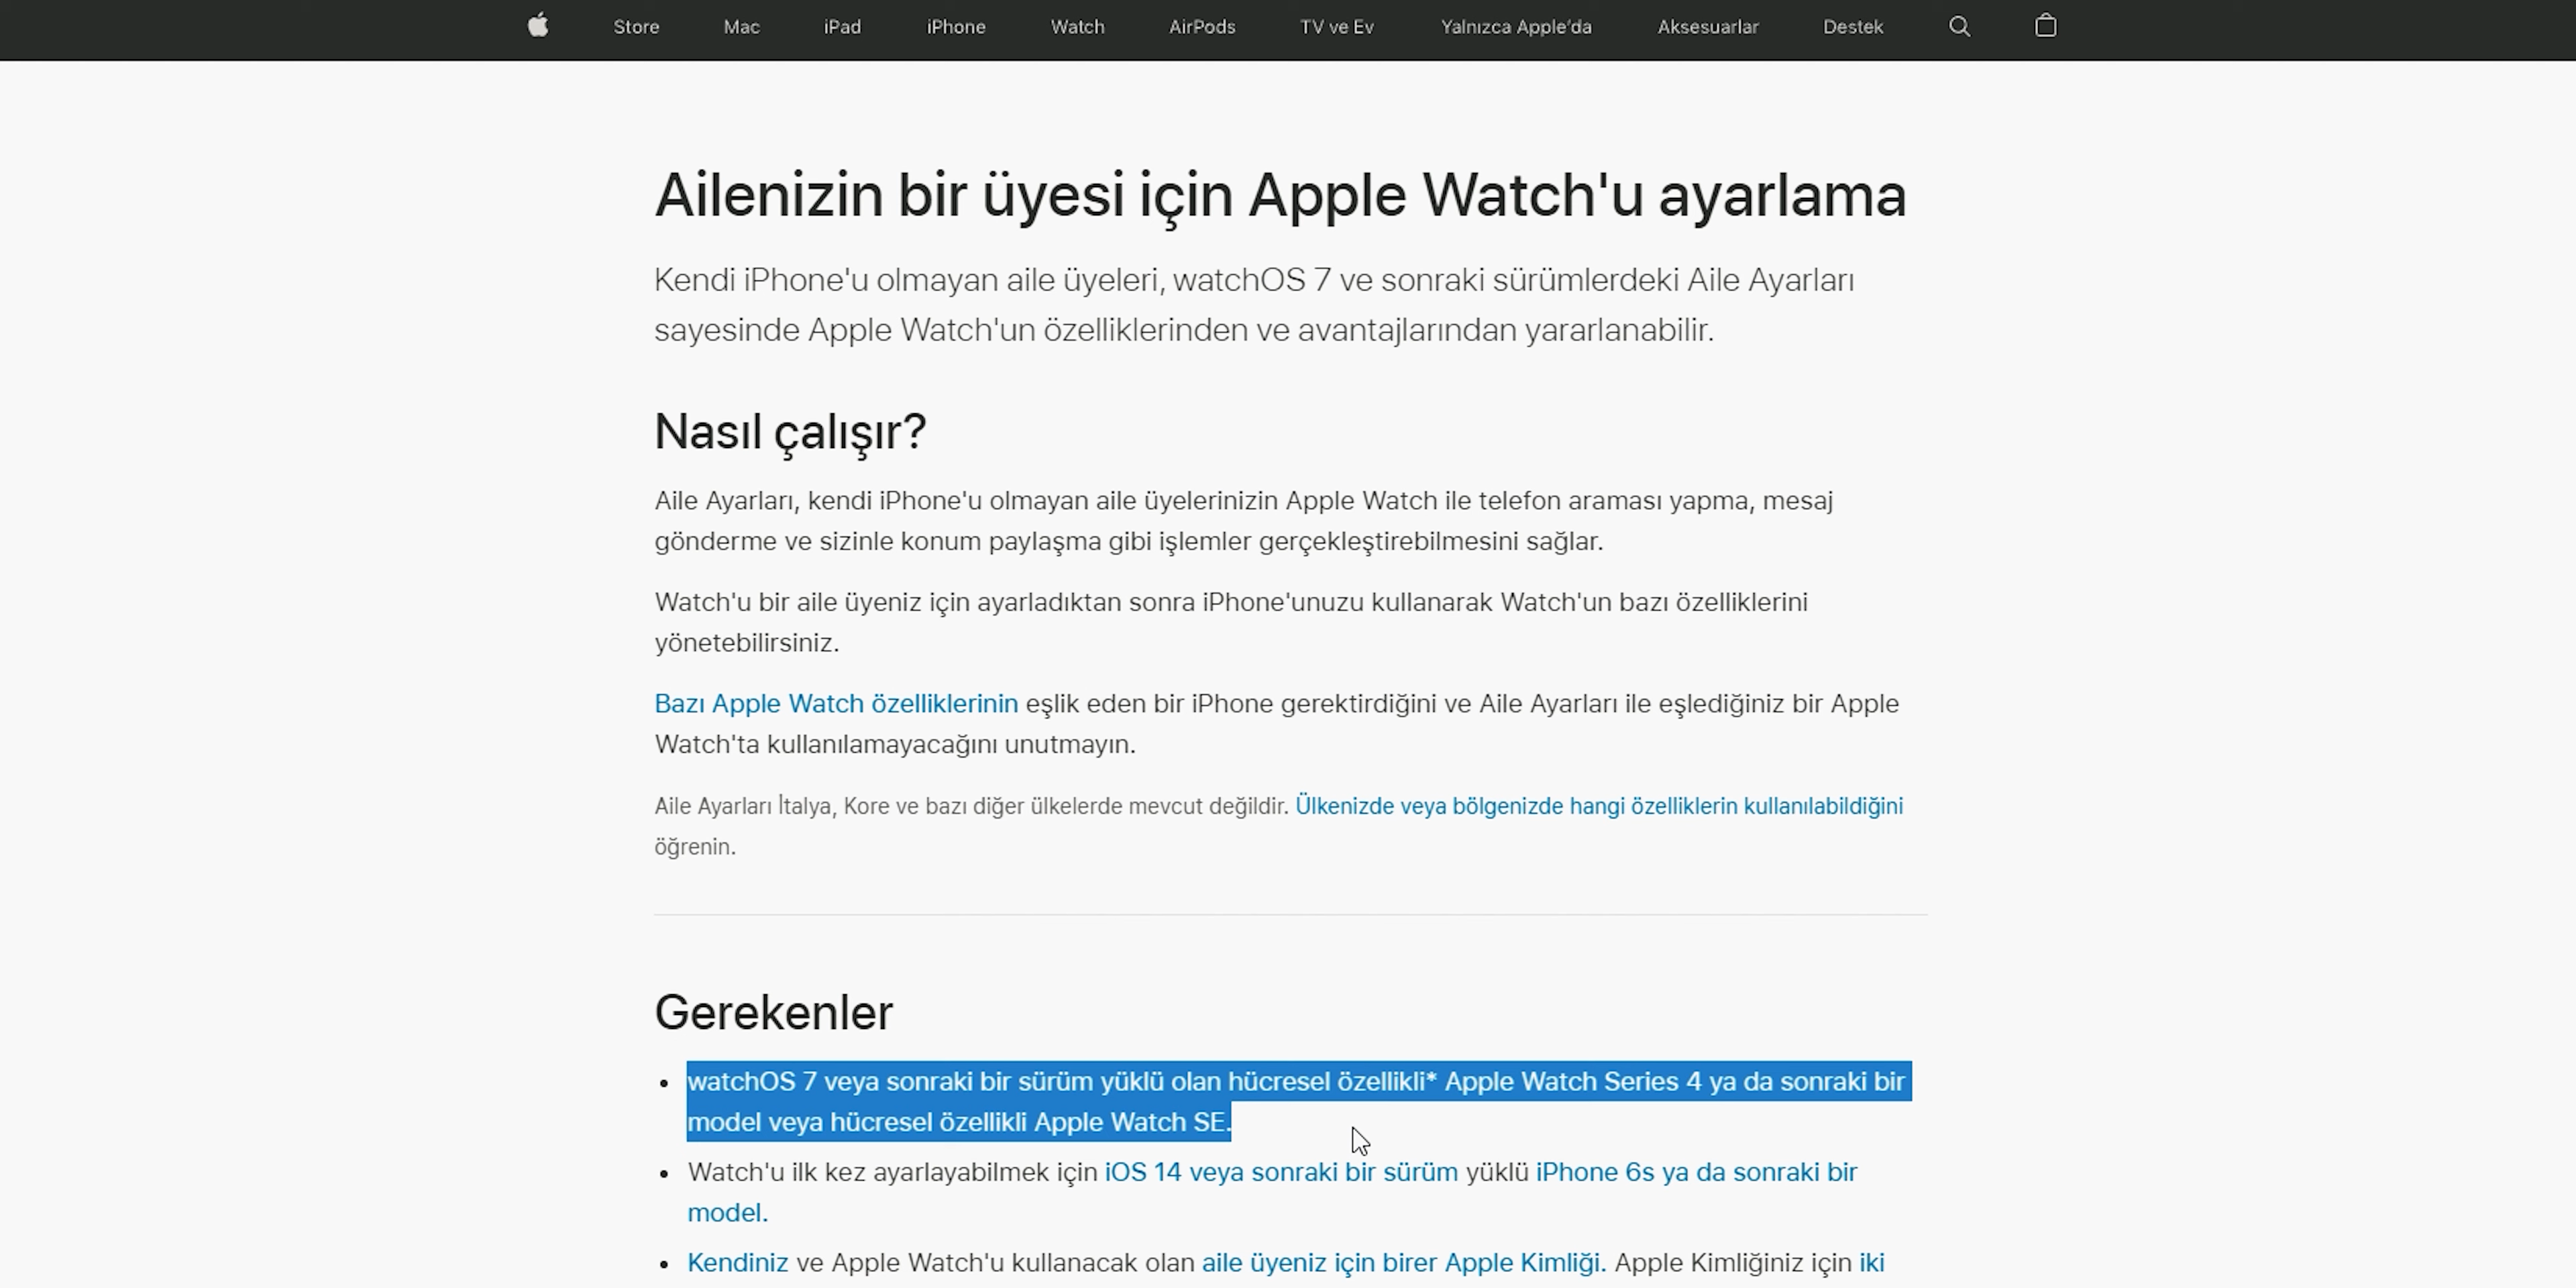 Store Mac iPad iPhone Watch AirPods TV ve Ev Yalnızca Apple'da Aksesuarlar Destek
Ailenizin bir üyesi için Apple Watch'u ayarlama
Kendi iPhone'u olmayan aile üyeleri, watchOS 7 ve sonraki sürümlerdeki Aile Ayarları
sayesinde Apple Watch'un özelliklerinden ve avantajlarından yararlanabilir.
Nasıl çalışır?
Aile Ayarları, kendi iPhone'u olmayan aile üyelerinizin Apple Watch ile telefon araması yapma, mesaj
gönderme ve sizinle konum paylaşma gibi işlemler gerçekleştirebilmesini sağlar.
Watch'u bir aile üyeniz için ayarladıktan sonra iPhone'unuzu kullanarak Watch'un bazı özelliklerini
yönetebilirsiniz.
Bazı Apple Watch özelliklerinin eşlik eden bir iPhone gerektirdiğini ve Aile Ayarları ile eşlediğiniz bir Apple
Watch'ta kullanılamayacağını unutmayın.
Aile Ayarları İtalya, Kore ve bazı diğer ülkelerde mevcut değildir. Ülkenizde veya bölgenizde hangi özelliklerin kullanılabildiğini
öğrenin.
Gerekenler
• watchOS 7 veya sonraki bir sürüm yüklü olan hücresel özellikli* Apple Watch Series 4 ya da sonraki bir
model veya hücresel özellikli Apple Watch SE.
• Watch'u ilk kez ayarlayabilmek için iOS 14 veya sonraki bir sürüm yüklü iPhone 6s ya da sonraki bir
model.
• Kendiniz ve Apple Watch'u kullanacak olan aile üyeniz için birer Apple Kimliği. Apple Kimliğiniz için iki